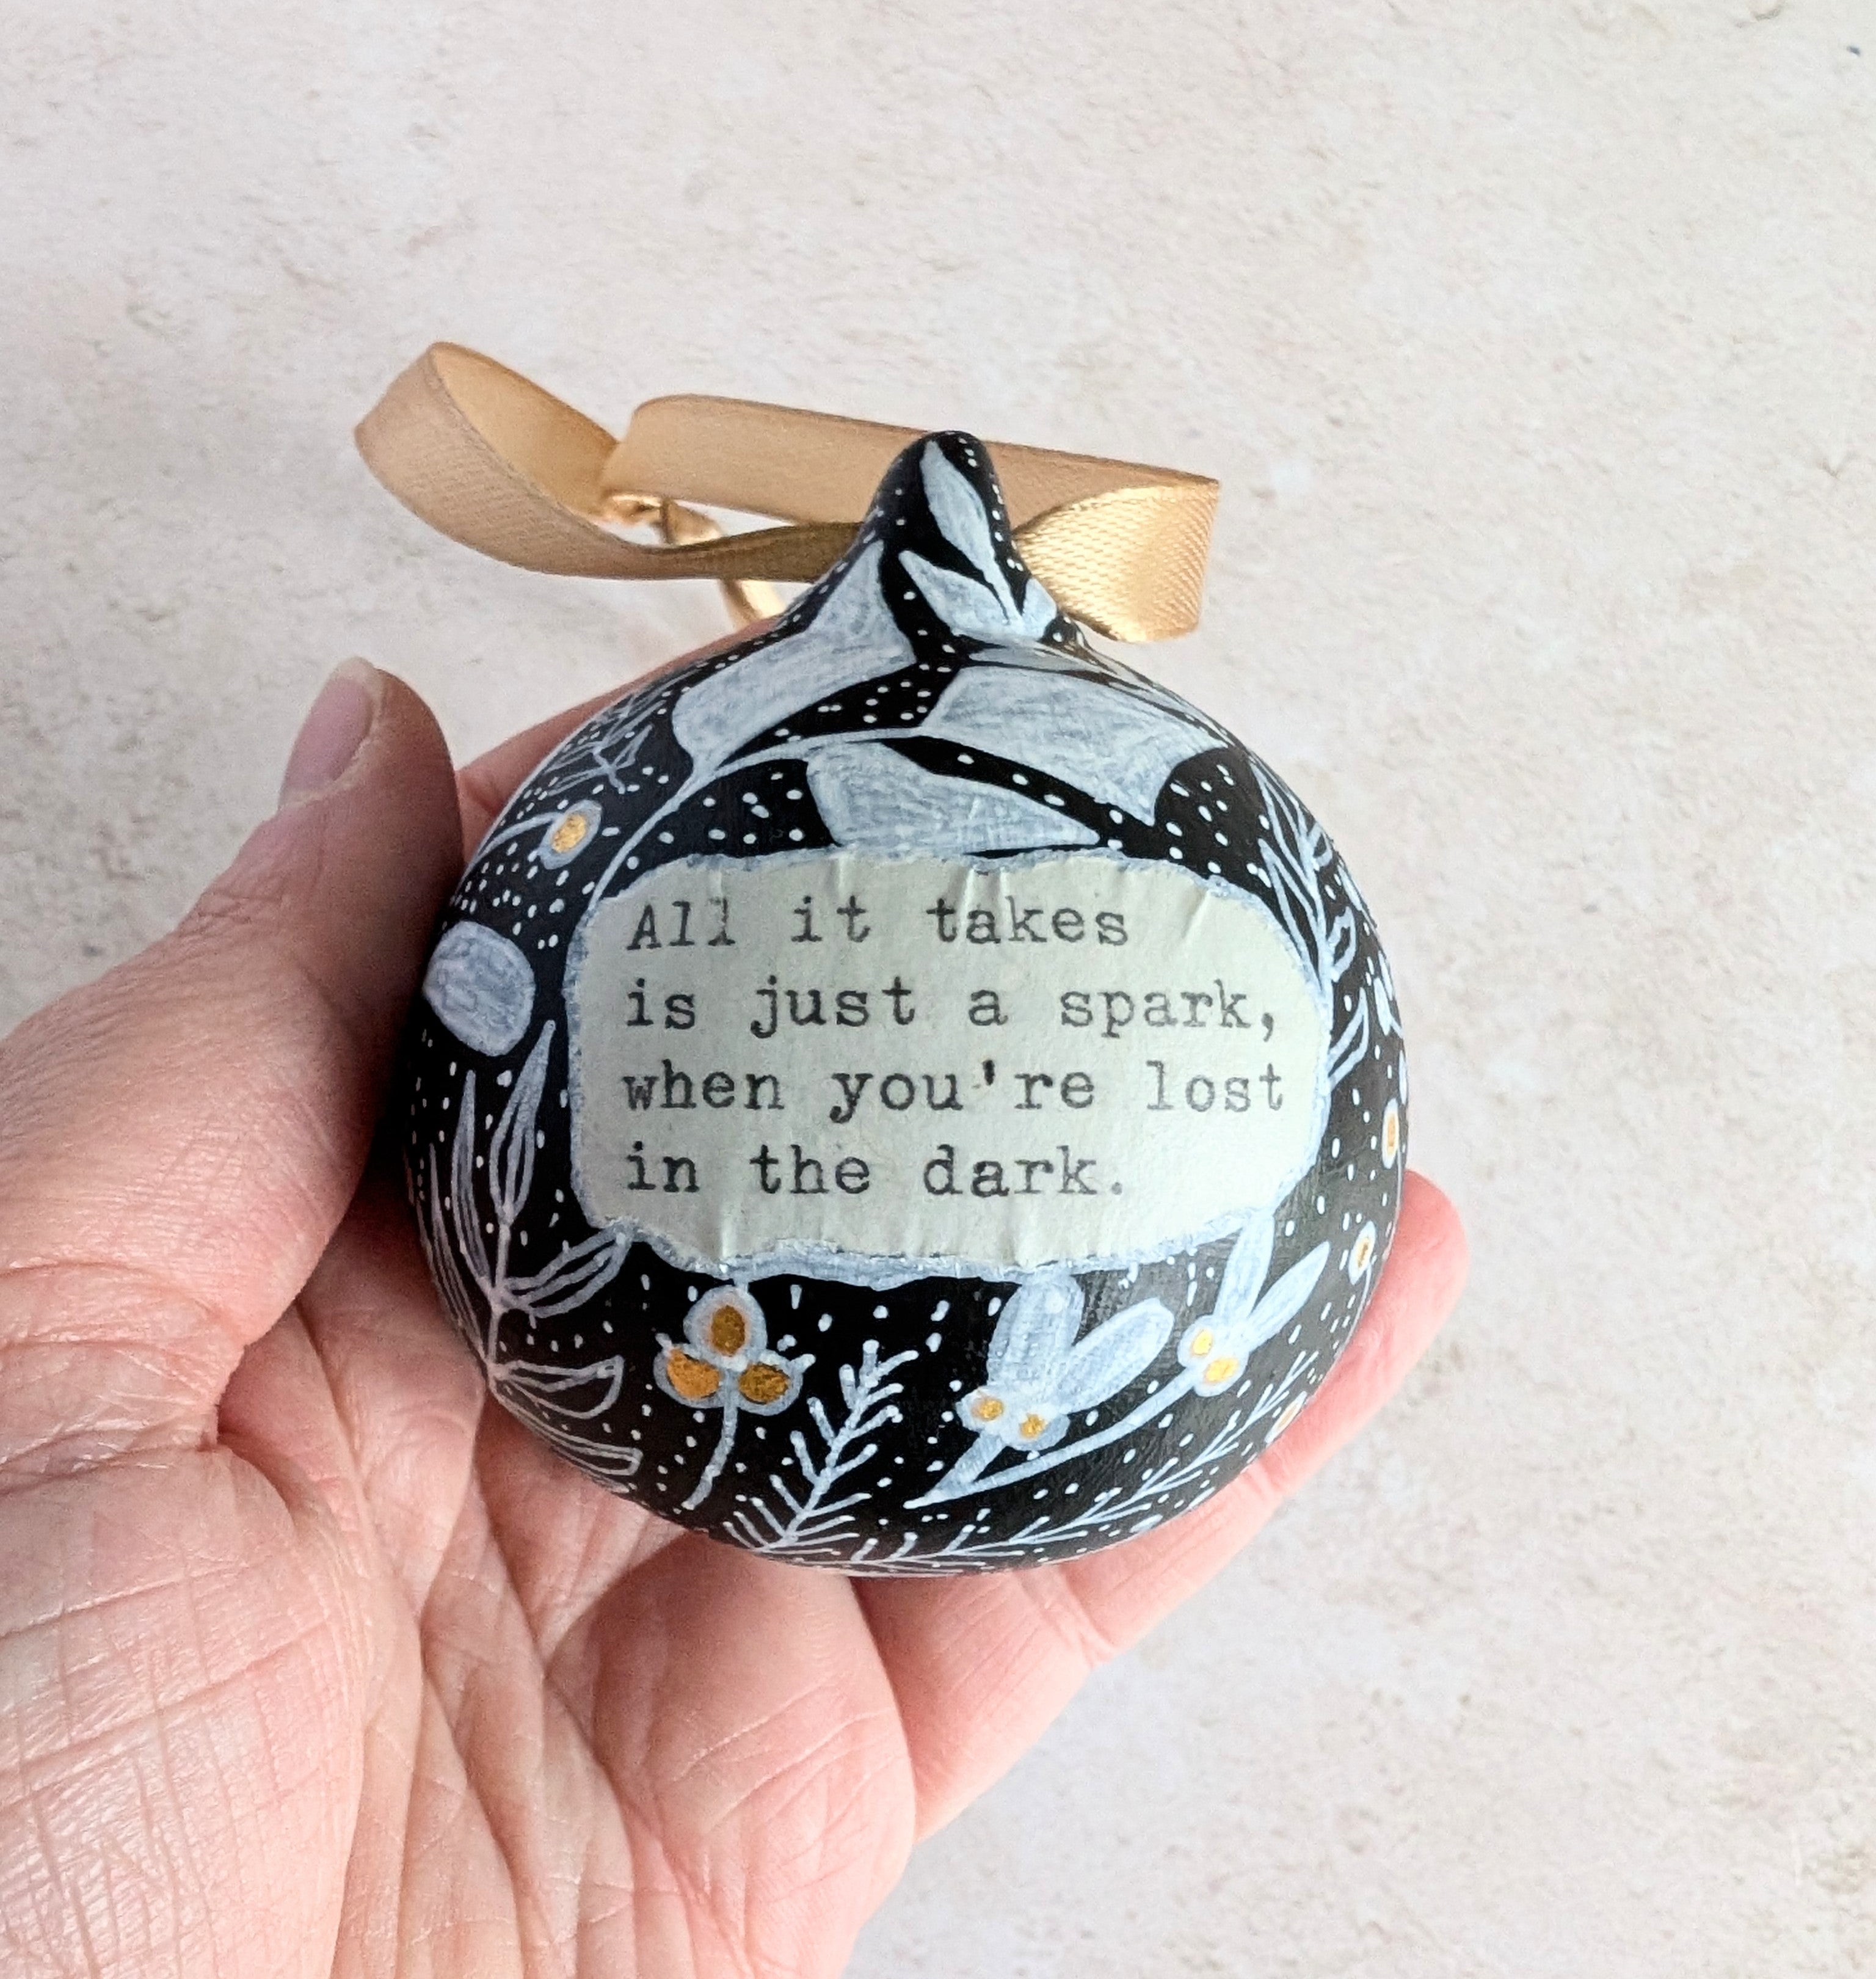 All it takes
is just a spark,
when you're lost
in the dark.